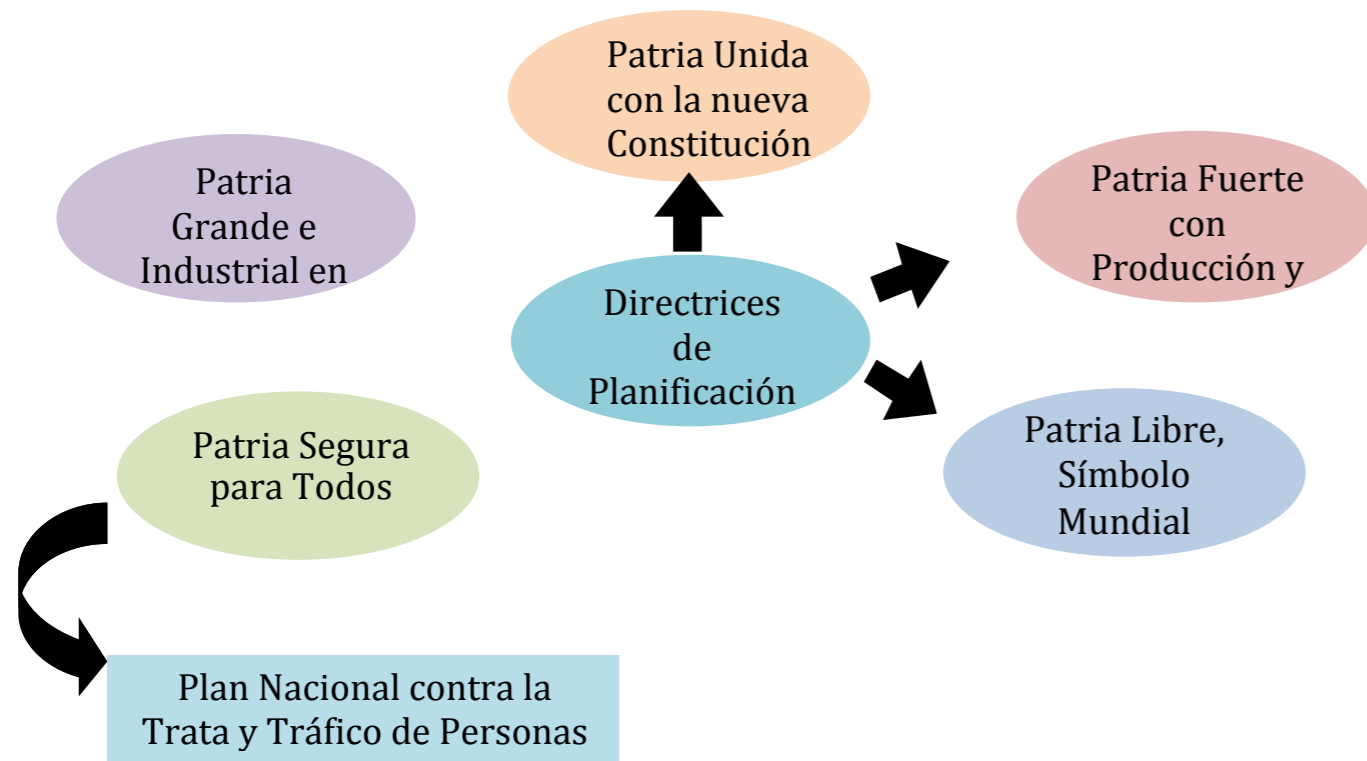 Patria Unida
con la nueva
Constitución
Patria
Grande e
Industrial en
Patria Fuerte
con
Producción y
Directrices
de
Planificación
Patria Segura
para Todos
Patria Libre,
Símbolo
Mundial
Plan Nacional contra la
Trata y Tráfico de Personas